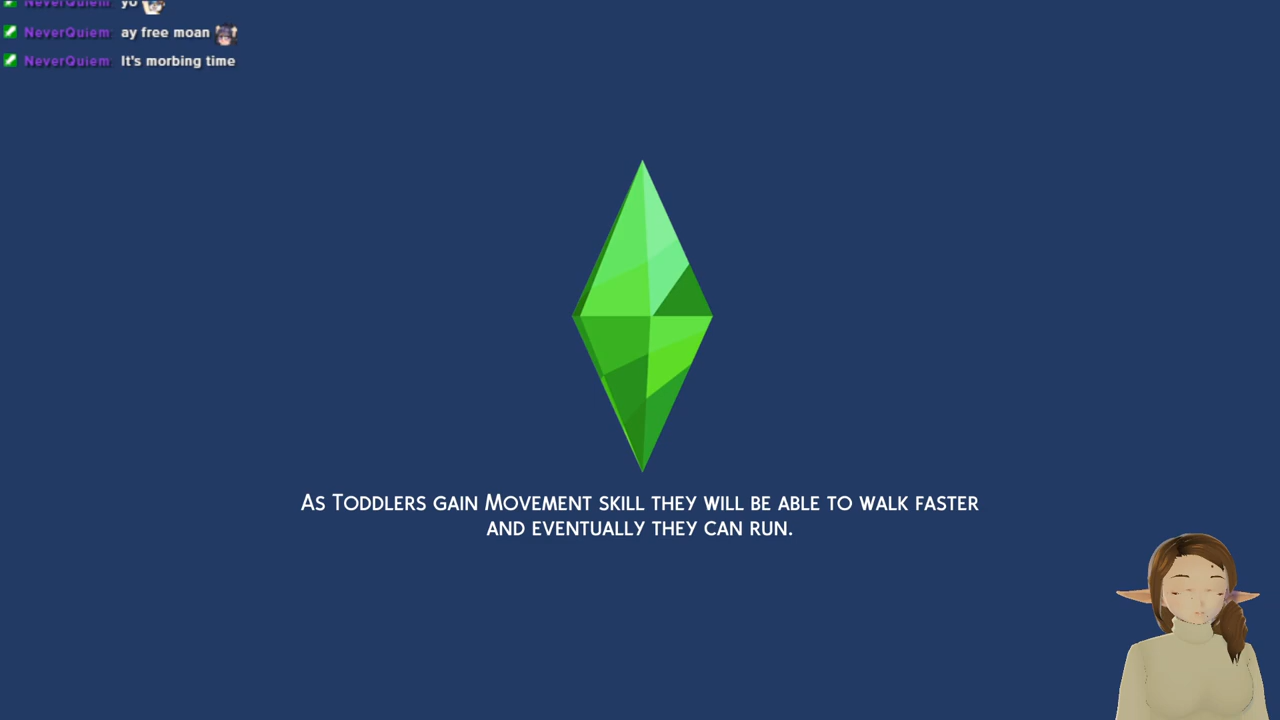 NeverQuiem: yo
NeverQuiem: ay free moan
NeverQuiem: It's morbing time
AS TODDLERS GAIN MOVEMENT SKILL THEY WILL BE ABLE TO WALK FASTER
AND EVENTUALLY THEY CAN RUN.